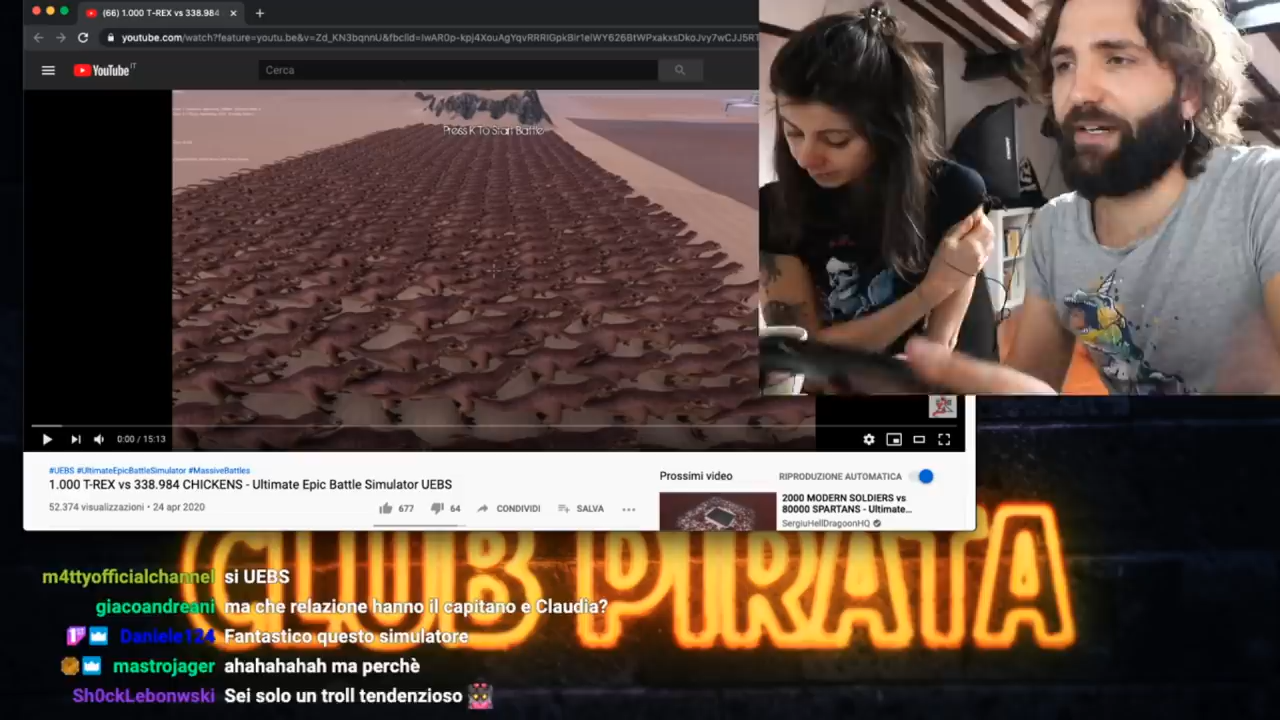 (66) 1.000 T-REX vs 338.984
youtube.com/watch?feature=youtu.be&v=Zd_KN3bqnnU&fbclid=IwAR0p-kpj4XouAgYqvRRRIGpkBir1eIWY626BtWPxakxsDkoJvy7wCJJ5RT
YouTube IT
Cerca
Press K To Start Battle
0:00 / 15:13
#UEBS #UltimateEpicBattleSimulator #MassiveBattles
1.000 T-REX vs 338.984 CHICKENS - Ultimate Epic Battle Simulator UEBS
52.374 visualizzazioni • 24 apr 2020
677
64
CONDIVIDI
SALVA
Prossimi video
RIPRODUZIONE AUTOMATICA
2000 MODERN SOLDIERS vs
80000 SPARTANS - Ultimate...
SergiuHellDragoonHQ
CLUB PIRATA
m4ttyofficialchannel si UEBS
giacoandreani ma che relazione hanno il capitano e Claudia?
Daniele124 Fantastico questo simulatore
mastrojager ahahahahah ma perchè
Sh0ckLebonwski Sei solo un troll tendenzioso